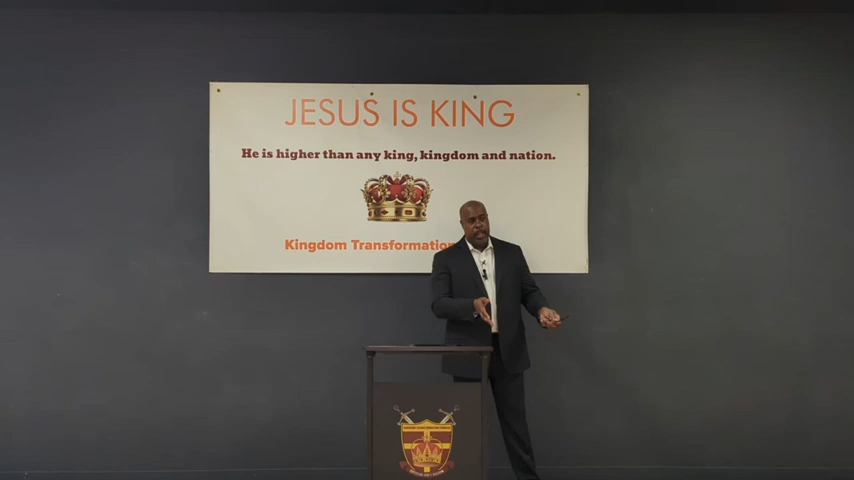 JESUS IS KING
He is higher than any king, kingdom and nation.
Kingdom Transformation